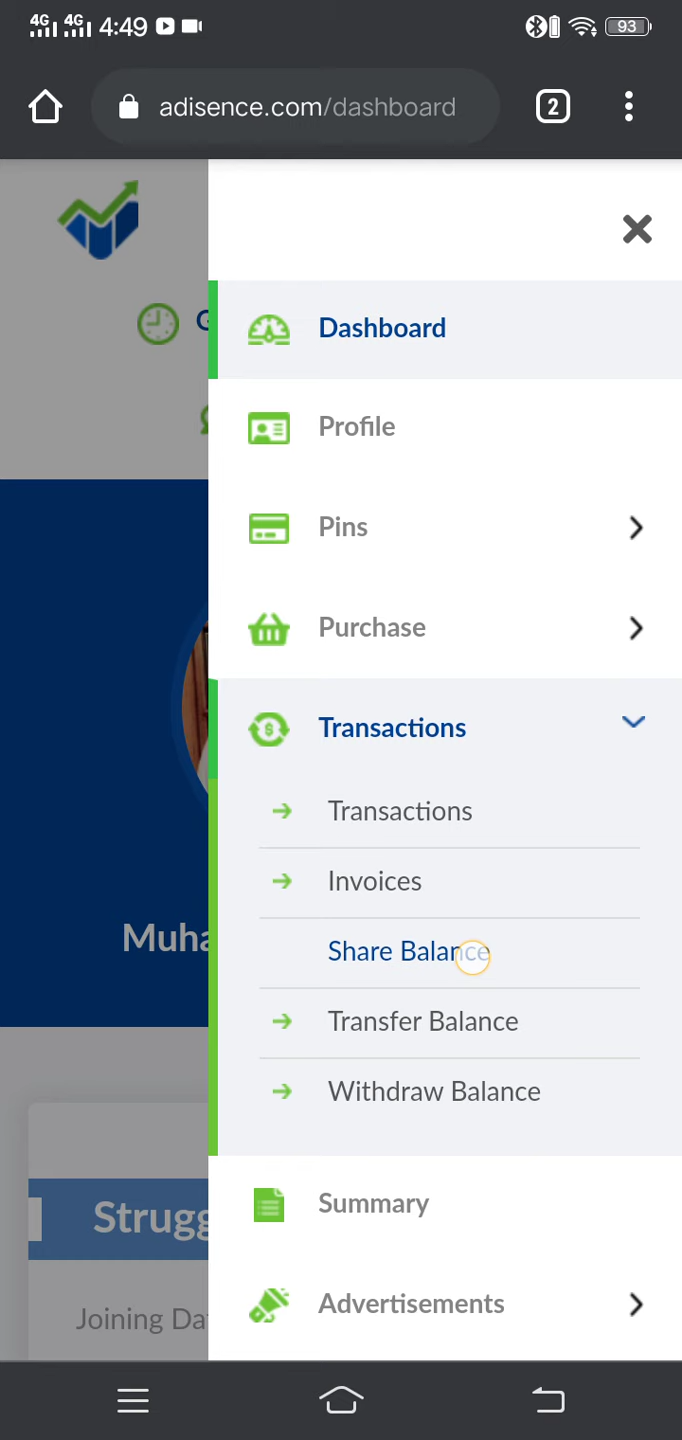 4G 4G 4:49 93
adisence.com/dashboard 2
Dashboard
Profile
Pins
Purchase
Transactions
Transactions
Invoices
Share Balance
Muha
Transfer Balance
Withdraw Balance
Summary
Strugg
Advertisements
Joining Da